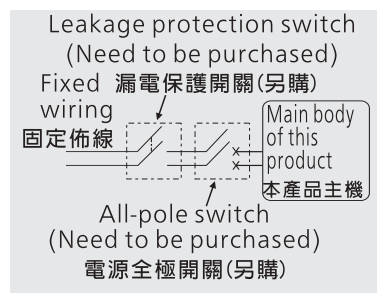 Leakage protection switch
(Need to be purchased)
Fixed wiring
漏電保護開關(另購)
固定佈線
Main body
of this
product
本產品主機
All-pole switch
(Need to be purchased)
電源全極開關(另購)